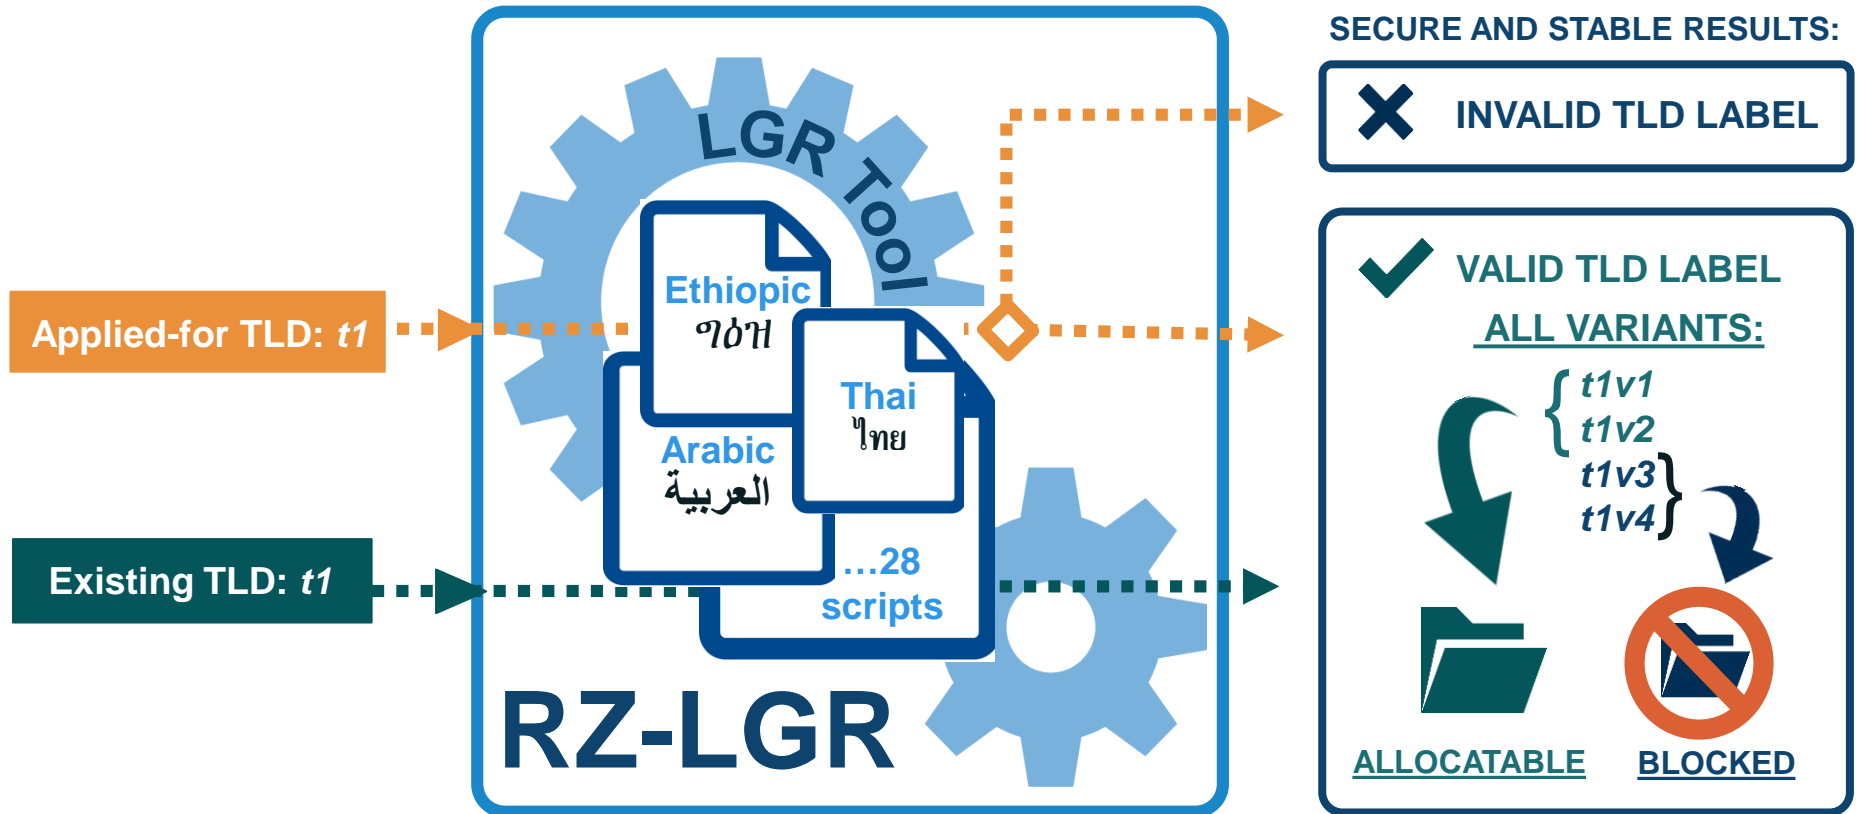 Applied-for TLD: t1
Existing TLD: t1
LGR Tool
Ethiopic
ግዕዝ
Thai
ไทย
Arabic
العربية
...28
scripts
RZ-LGR
SECURE AND STABLE RESULTS:
INVALID TLD LABEL
VALID TLD LABEL
ALL VARIANTS:
t1v1
t1v2
t1v3
t1v4
ALLOCATABLE
BLOCKED